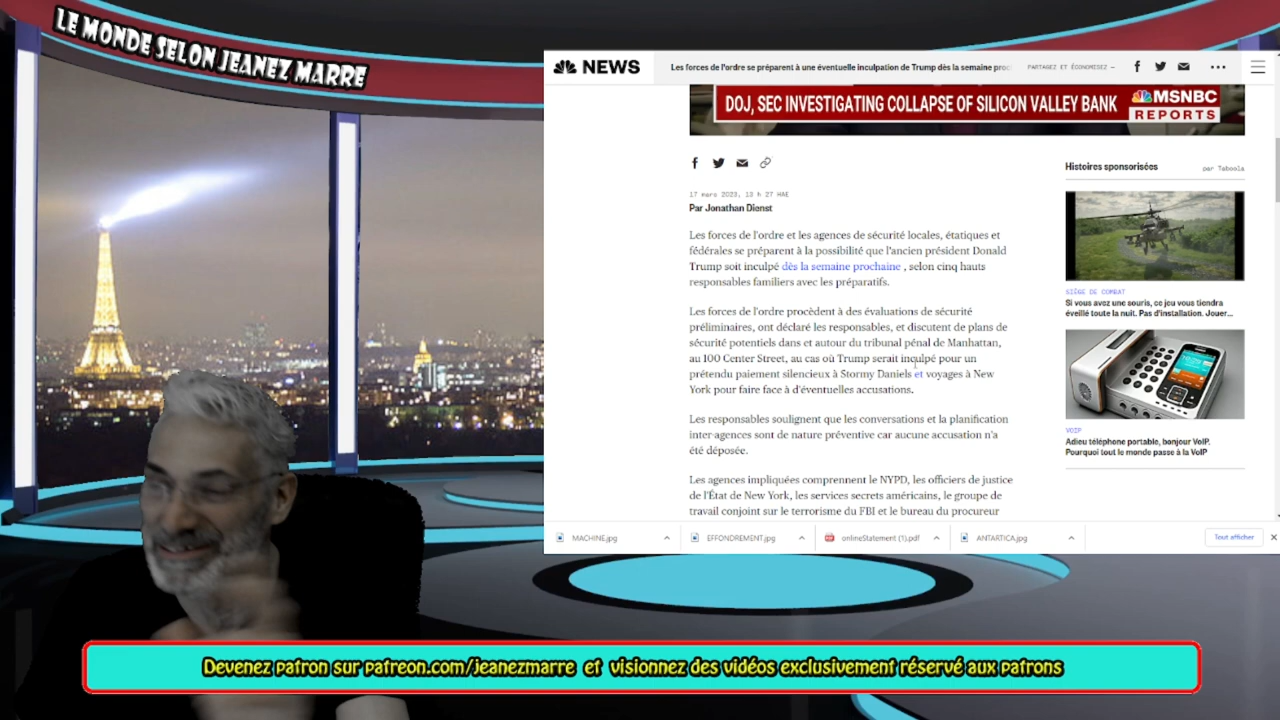 LE MONDE SELON JEANEZ MARRE
NEWS
Les forces de l'ordre se préparent à une éventuelle inculpation de Trump dès la semaine proc
PARTAGEZ ET ÉCONOMISEZ —
DOJ, SEC INVESTIGATING COLLAPSE OF SILICON VALLEY BANK
MSNBC
REPORTS
17 mars 2023, 13 h 27 HAE
Par Jonathan Dienst
Les forces de l'ordre et les agences de sécurité locales, étatiques et
fédérales se préparent à la possibilité que l'ancien président Donald
Trump soit inculpé dès la semaine prochaine , selon cinq hauts
responsables familiers avec les préparatifs.
Les forces de l'ordre procèdent à des évaluations de sécurité
préliminaires, ont déclaré les responsables, et discutent de plans de
sécurité potentiels dans et autour du tribunal pénal de Manhattan,
au 100 Center Street, au cas où Trump serait inculpé pour un
prétendu paiement silencieux à Stormy Daniels et voyages à New
York pour faire face à d'éventuelles accusations.
Les responsables soulignent que les conversations et la planification
inter-agences sont de nature préventive car aucune accusation n'a
été déposée.
Les agences impliquées comprennent le NYPD, les officiers de justice
de l'État de New York, les services secrets américains, le groupe de
travail conjoint sur le terrorisme du FBI et le bureau du procureur
Histoires sponsorisées
par Taboola
SIÈGE DE COMBAT
Si vous avez une souris, ce jeu vous tiendra
éveillé toute la nuit. Pas d'installation. Jouer...
VOIP
Adieu téléphone portable, bonjour VoIP.
Pourquoi tout le monde passe à la VoIP
MACHINE.jpg
EFFONDREMENT.jpg
onlineStatement (1).pdf
ANTARTICA.jpg
Tout afficher
Devenez patron sur patreon.com/jeanezmarre et visionnez des vidéos exclusivement réservé aux patrons